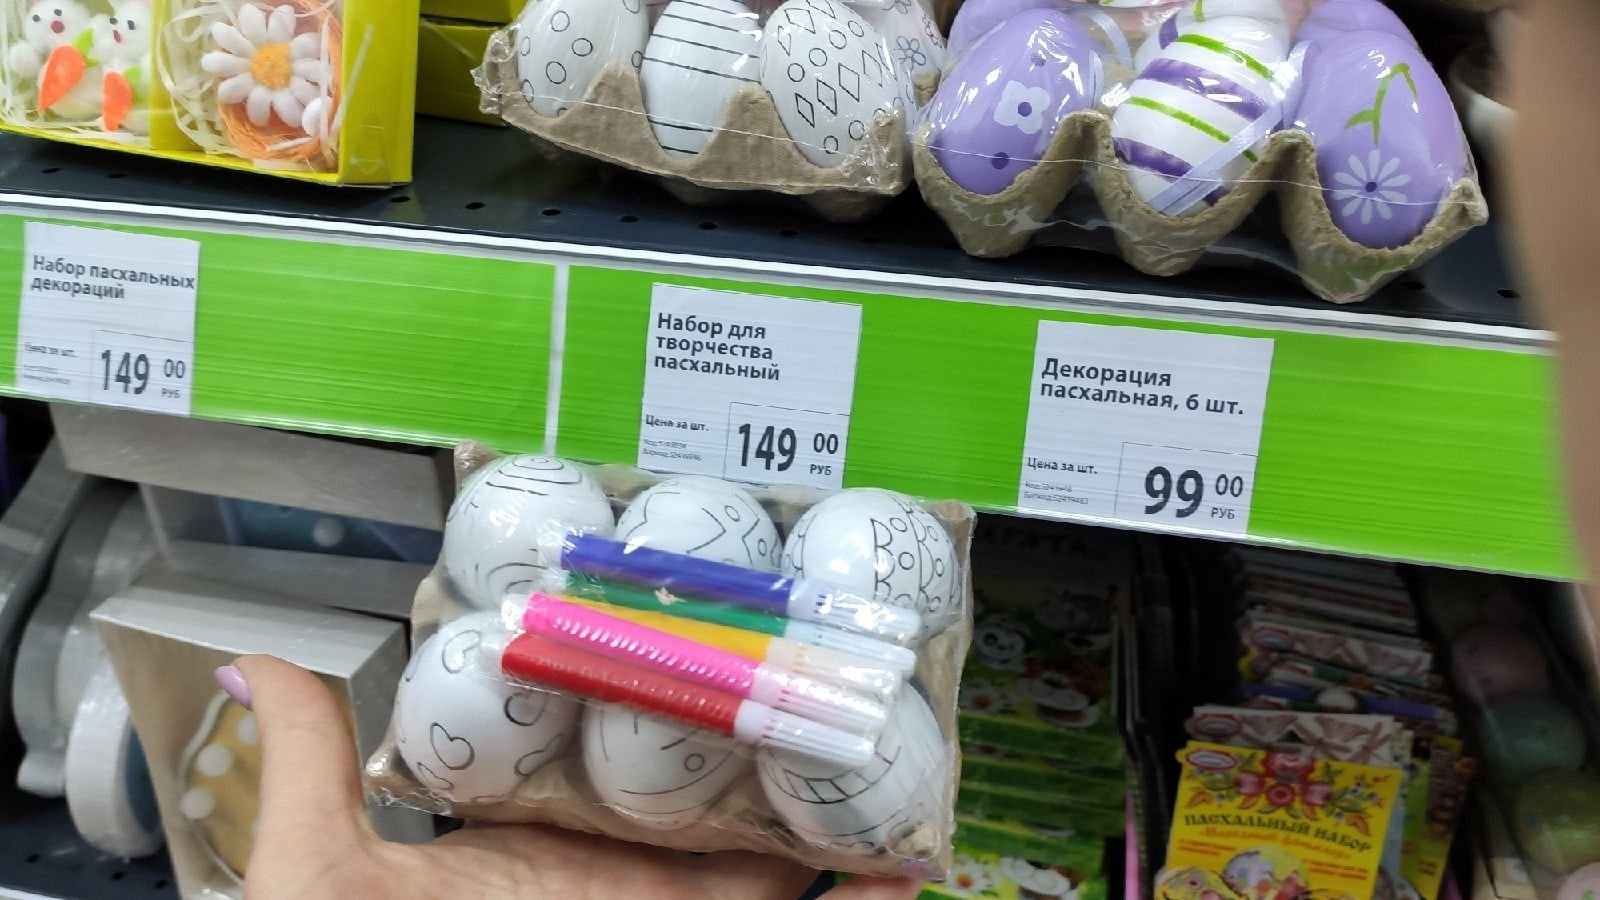 Набор пасхальных
декораций
Цена за шт.
149 00
РУБ
Набор для
творчества
пасхальный
Цена за шт.
149 00
РУБ
Декорация
пасхальная, 6 шт.
Цена за шт.
99 00
РУБ
ПАСХАЛЬНЫЙ НАБОР